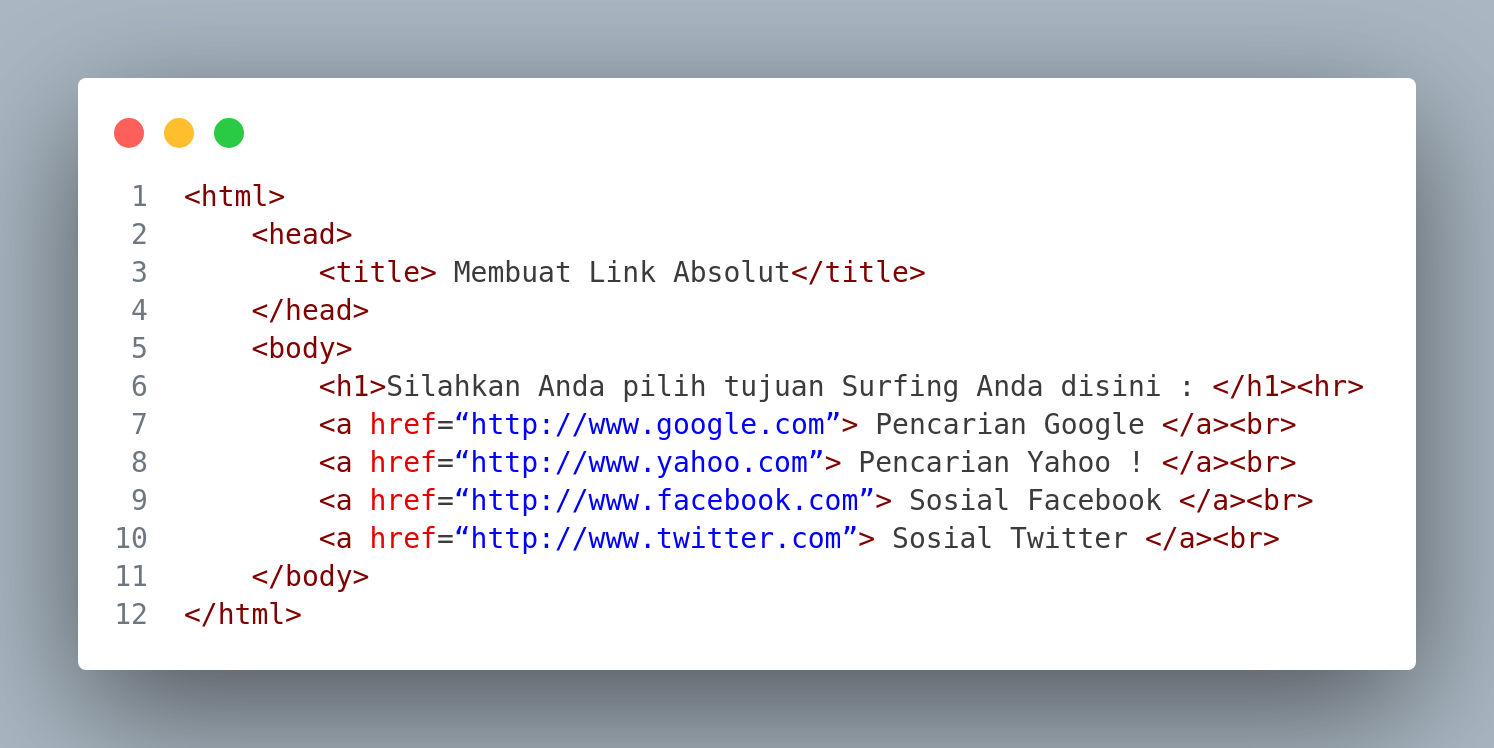 1 <html>
2     <head>
3         <title> Membuat Link Absolut</title>
4     </head>
5     <body>
6         <h1>Silahkan Anda pilih tujuan Surfing Anda disini : </h1><hr>
7         <a href=“http://www.google.com”> Pencarian Google </a><br>
8         <a href=“http://www.yahoo.com”> Pencarian Yahoo ! </a><br>
9         <a href=“http://www.facebook.com”> Sosial Facebook </a><br>
10         <a href=“http://www.twitter.com”> Sosial Twitter </a><br>
11     </body>
12 </html>